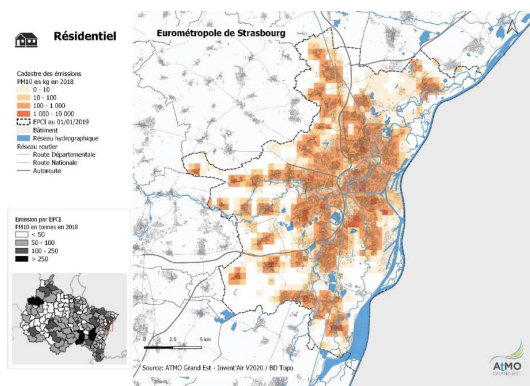 Résidentiel
Eurométropole de Strasbourg
Cadastre des émissions
PM10 en kg en 2018
0 - 10
10 - 100
100 - 1 000
1 000 - 10 000
EPCI au 01/01/2019
Bâtiment
Réseau hydrographique
Réseau routier
Route Départementale
Route Nationale
Autoroute
Emission par EPCI
PM10 en tonnes en 2018
< 50
50 - 100
100 - 250
> 250
0 2.5 5 km
Source: ATMO Grand Est - Invent'Air V2020 / BD Topo
AtMO
GRAND EST